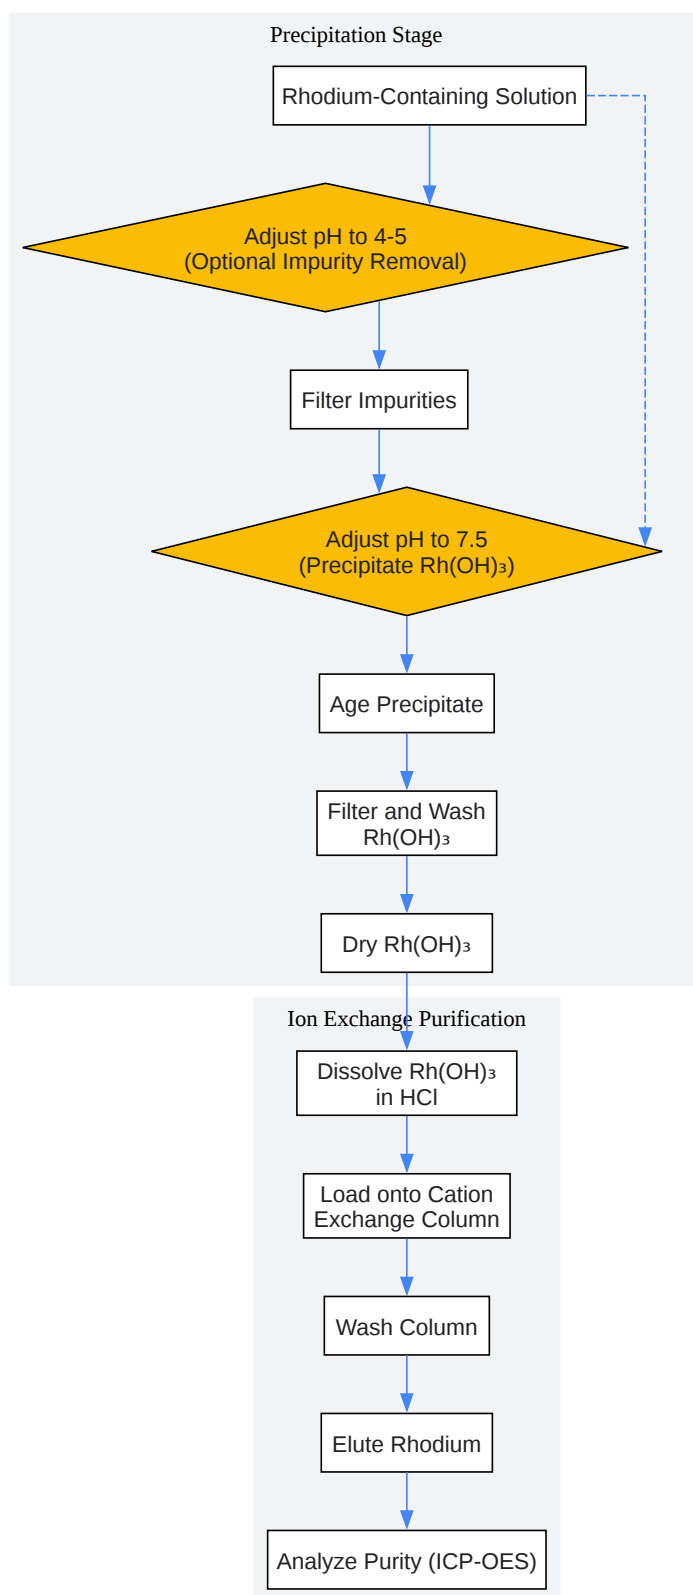 Precipitation Stage
Rhodium-Containing Solution
Adjust pH to 4-5
(Optional Impurity Removal)
Filter Impurities
Adjust pH to 7.5
(Precipitate Rh(OH)₃)
Age Precipitate
Filter and Wash
Rh(OH)₃
Dry Rh(OH)₃
Ion Exchange Purification
Dissolve Rh(OH)₃
in HCl
Load onto Cation
Exchange Column
Wash Column
Elute Rhodium
Analyze Purity (ICP-OES)